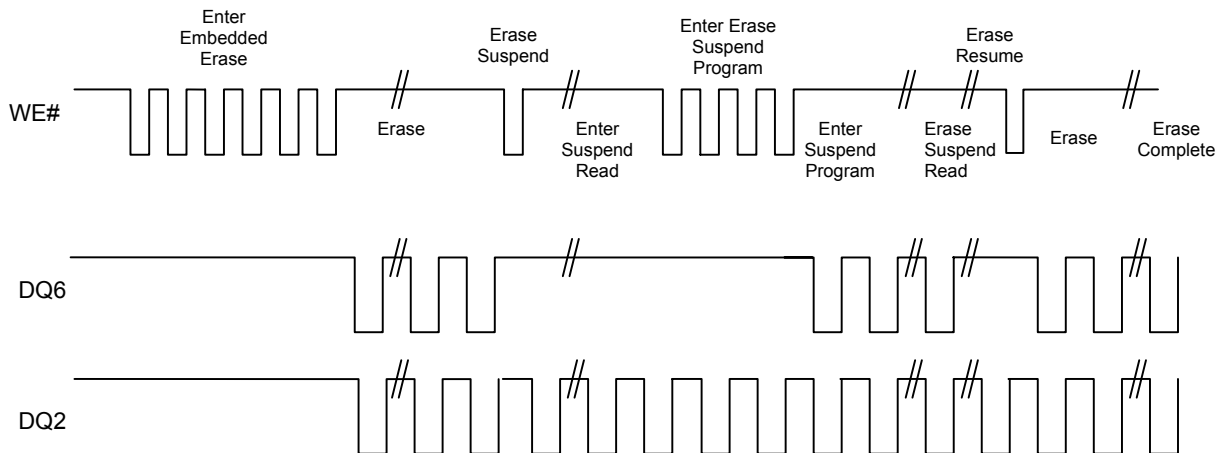 Enter
Embedded
Erase
Erase
Suspend
Enter Erase
Suspend
Program
Erase
Resume
WE#
Erase
Enter
Suspend
Read
Enter
Suspend
Program
Erase
Suspend
Read
Erase
Erase
Complete
DQ6
DQ2